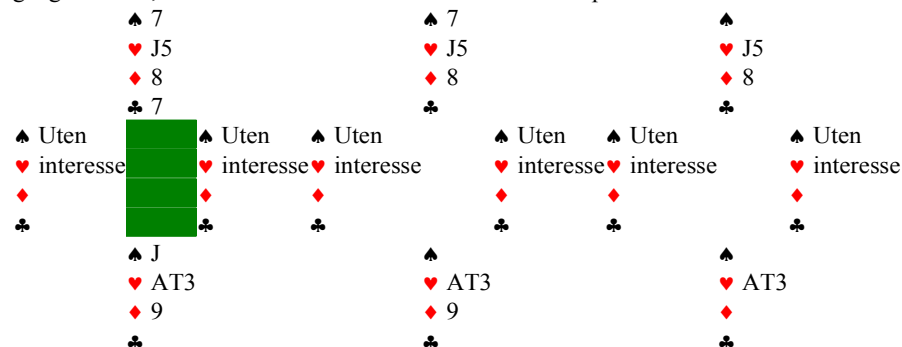 ♠ 7 ♠ 7 ♠
♥ J5 ♥ J5 ♥ J5
♦ 8 ♦ 8 ♦ 8
♣ 7 ♣ ♣
♠ Uten ♠ Uten ♠ Uten ♠ Uten ♠ Uten ♠ Uten
♥ interesse ♥ interesse ♥ interesse ♥ interesse ♥ interesse ♥ interesse
♦ ♦ ♦ ♦ ♦ ♦
♣ ♣ ♣ ♣ ♣ ♣
♠ J ♠ ♠
♥ AT3 ♥ AT3 ♥ AT3
♦ 9 ♦ 9 ♦
♣ ♣ ♣